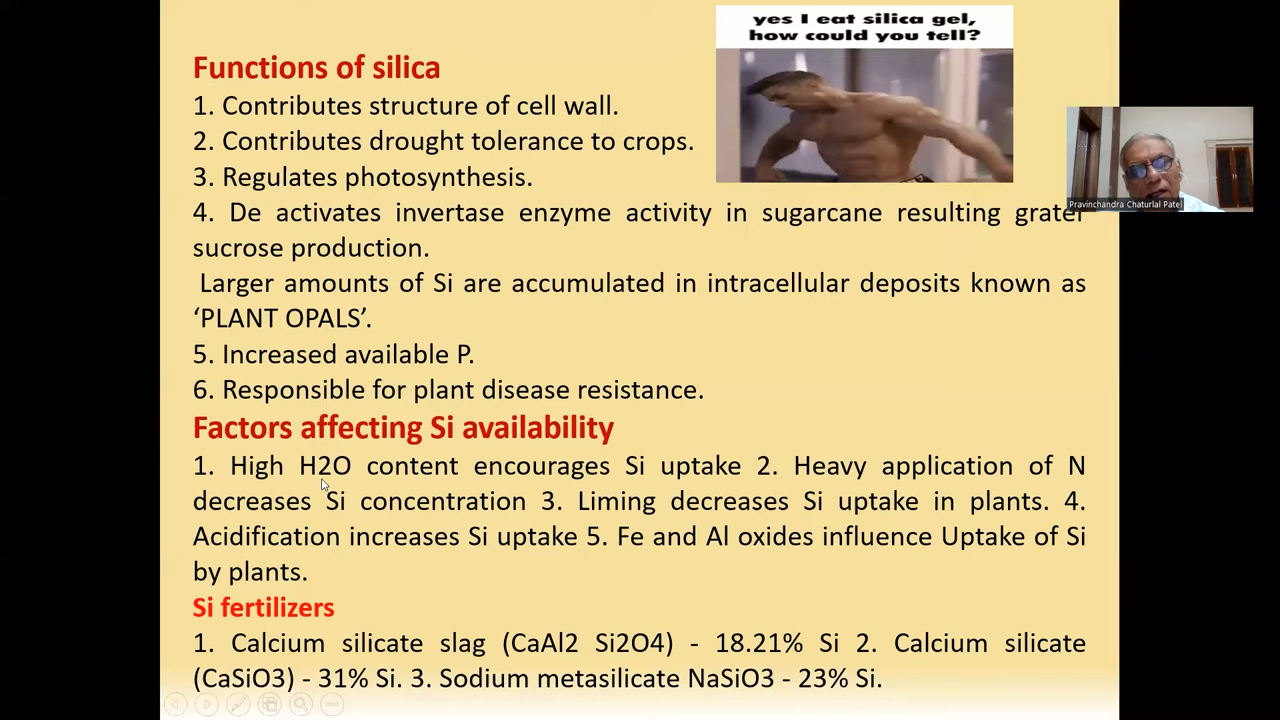 yes I eat silica gel,
how could you tell?
Functions of silica
1. Contributes structure of cell wall.
2. Contributes drought tolerance to crops.
3. Regulates photosynthesis.
4. De activates invertase enzyme activity in sugarcane resulting grater
sucrose production.
Larger amounts of Si are accumulated in intracellular deposits known as
‘PLANT OPALS’.
5. Increased available P.
6. Responsible for plant disease resistance.
Factors affecting Si availability
1. High H2O content encourages Si uptake 2. Heavy application of N
decreases Si concentration 3. Liming decreases Si uptake in plants. 4.
Acidification increases Si uptake 5. Fe and Al oxides influence Uptake of Si
by plants.
Si fertilizers
1. Calcium silicate slag (CaAl2 Si2O4) - 18.21% Si 2. Calcium silicate
(CaSiO3) - 31% Si. 3. Sodium metasilicate NaSiO3 - 23% Si.
Pravinchandra Chaturlal Patel